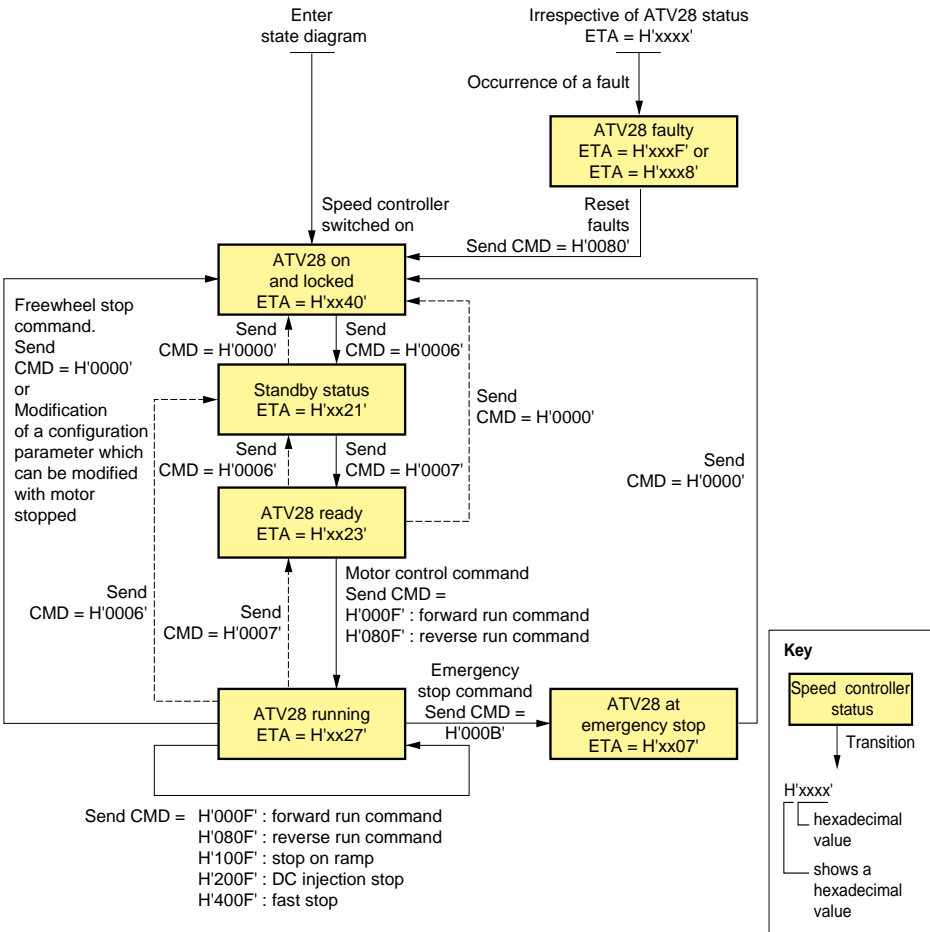 Enter
state diagram
Irrespective of ATV28 status
ETA = H'xxxx'
Occurrence of a fault
ATV28 faulty
ETA = H'xxxF' or
ETA = H'xxx8'
Speed controller
switched on
Reset
faults
Send CMD = H'0080'
ATV28 on
and locked
ETA = H'xx40'
Freewheel stop
command.
Send
CMD = H'0000'
or
Modification
of a configuration
parameter which
can be modified
with motor
stopped
Send
CMD = H'0000'
Send
CMD = H'0006'
Standby status
ETA = H'xx21'
Send
CMD = H'0000'
Send
CMD = H'0006'
Send
CMD = H'0007'
Send
CMD = H'0000'
ATV28 ready
ETA = H'xx23'
Motor control command
Send CMD =
H'000F' : forward run command
H'080F' : reverse run command
Send
CMD = H'0006'
Send
CMD = H'0007'
Emergency
stop command
Send CMD =
H'000B'
ATV28 running
ETA = H'xx27'
ATV28 at
emergency stop
ETA = H'xx07'
Send CMD = H'000F' : forward run command
H'080F' : reverse run command
H'100F' : stop on ramp
H'200F' : DC injection stop
H'400F' : fast stop
Key
Speed controller
status
Transition
H'xxxx'
hexadecimal
value
shows a
hexadecimal
value